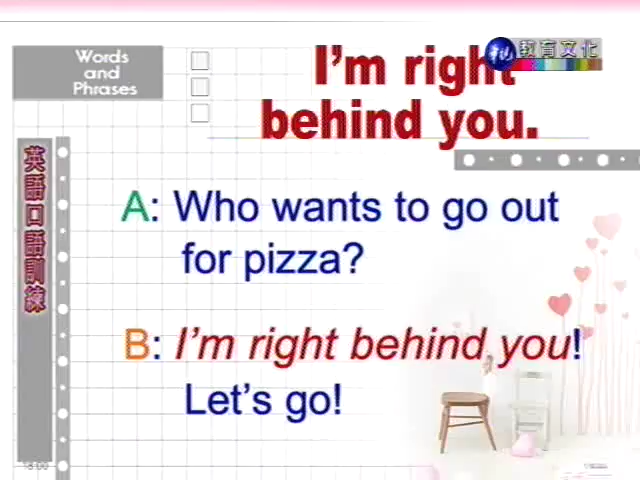 Words
and
Phrases
I'm right
behind you.
教育文化
英語口語訓練
A: Who wants to go out
for pizza?
B: I'm right behind you!
Let's go!